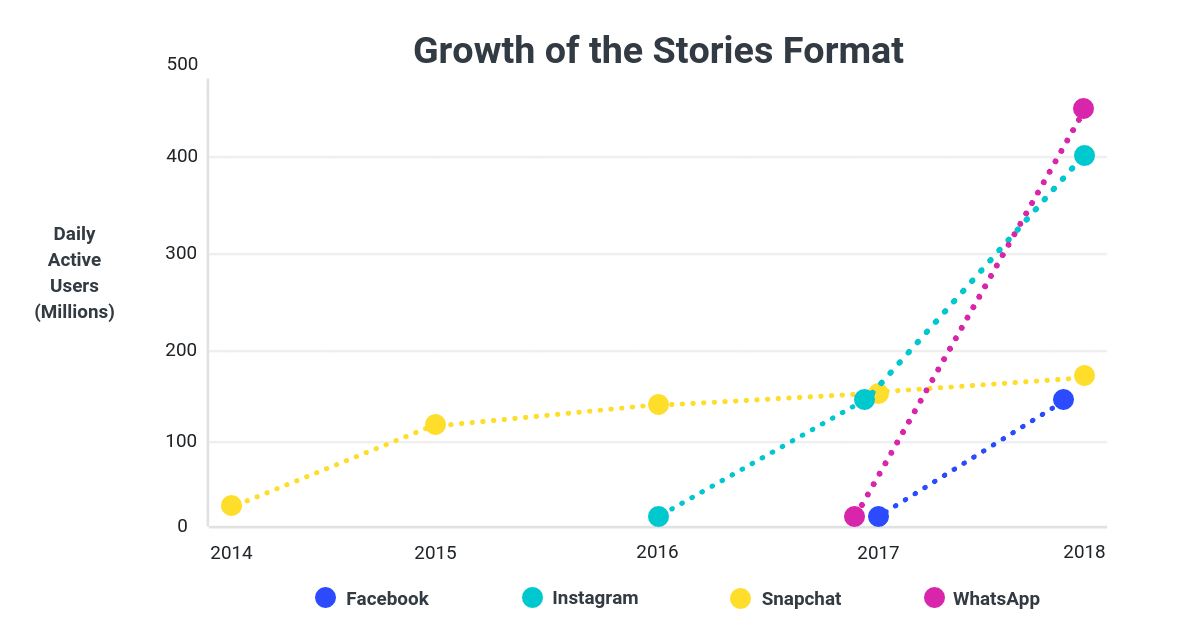 Growth of the Stories Format
500
400
300
200
100
0
Daily
Active
Users
(Millions)
2014 2015 2016 2017 2018
Facebook Instagram Snapchat WhatsApp